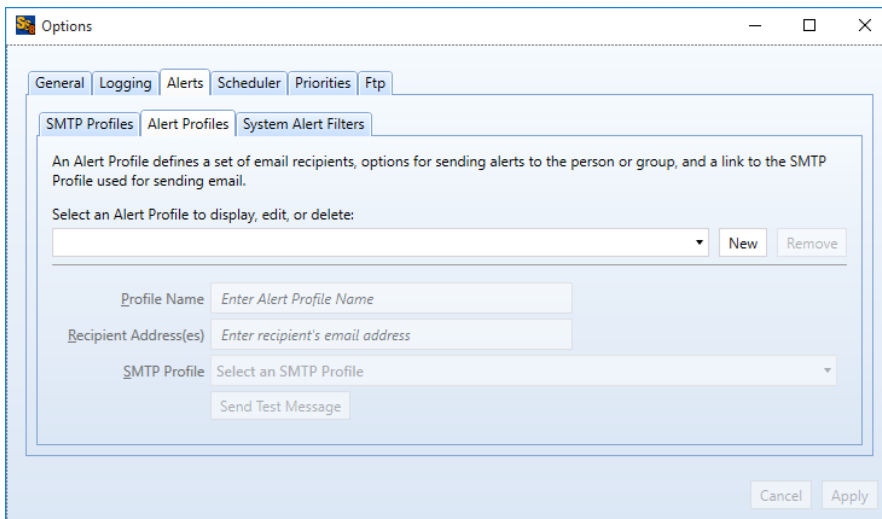 Options
General Logging Alerts Scheduler Priorities Ftp
SMTP Profiles Alert Profiles System Alert Filters
An Alert Profile defines a set of email recipients, options for sending alerts to the person or group, and a link to the SMTP
Profile used for sending email.
Select an Alert Profile to display, edit, or delete:
New Remove
Profile Name Enter Alert Profile Name
Recipient Address(es) Enter recipient's email address
SMTP Profile Select an SMTP Profile
Send Test Message
Cancel Apply